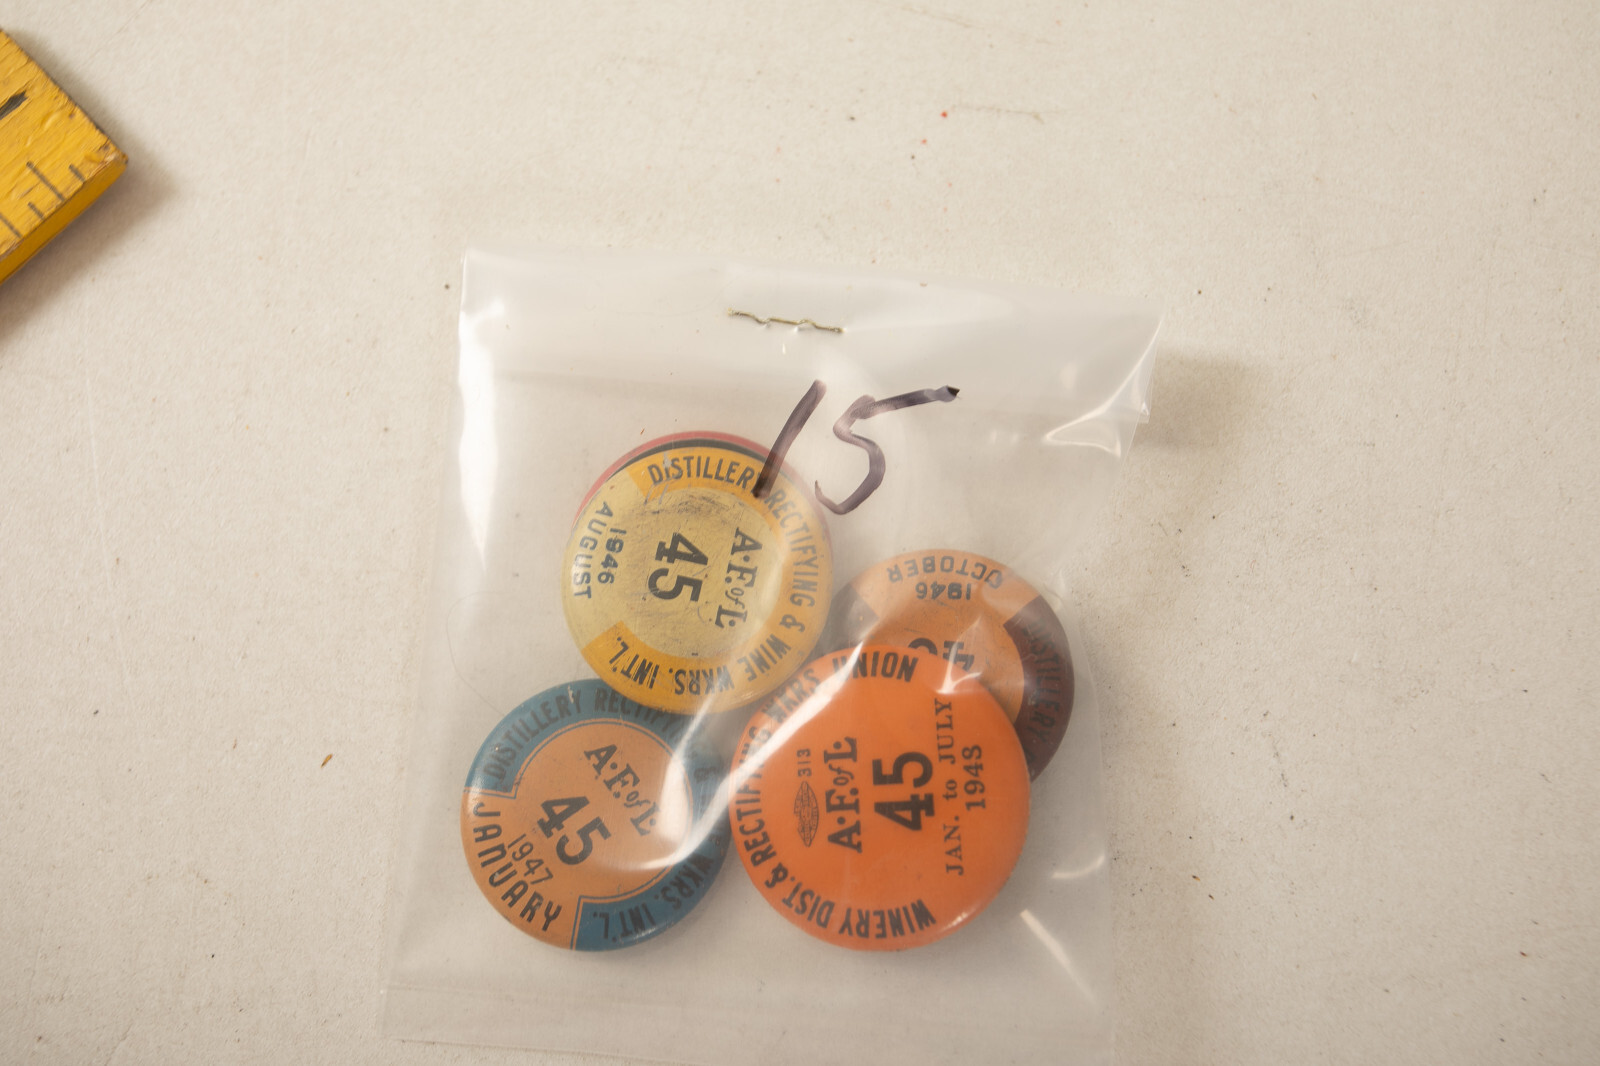 15
DISTILLERY RECTIFYING & WINE WKRS. INT'L.
A.F.of L.
45
1946
AUGUST
OCTOBER
1946
45
DISTILLERY
DISTILLERY RECTIFYING & WKRS. INT'L.
A.F.of L.
45
1947
JANUARY
WINERY DIST. & RECTIFYING WKRS UNION
313
A.F.of L.
45
JAN. to JULY
1948